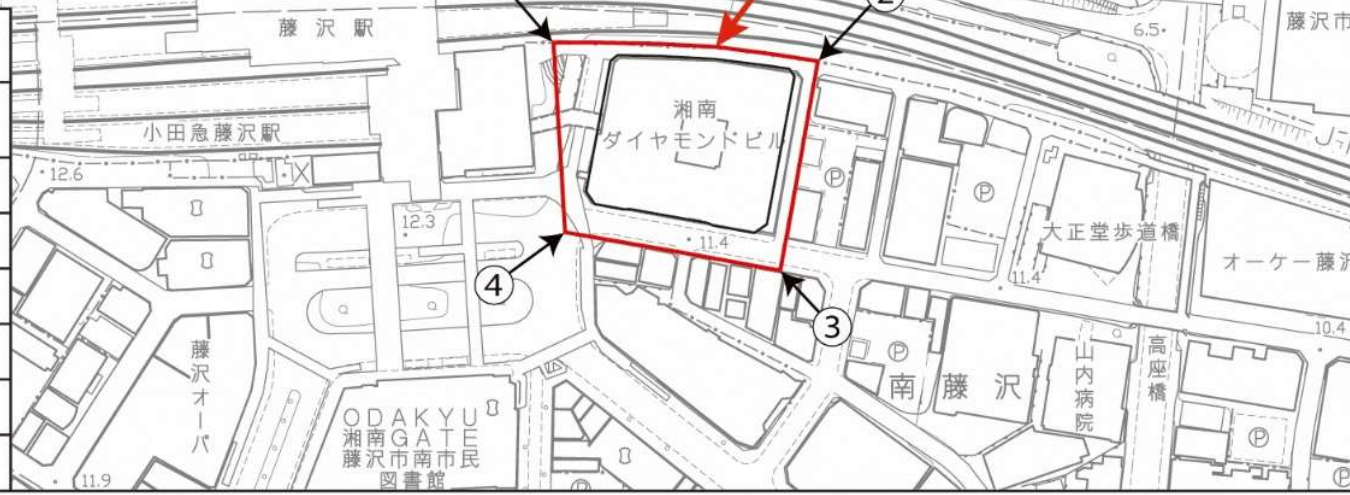 藤沢駅
②
6.5
藤沢市
湘南
ダイヤモンドビル
小田急藤沢駅
12.6
Ⓟ
Ⓟ
12.3
11.4
大正堂歩道橋
オーケー藤沢
11.4
④
③
10.4
Ⓟ
南藤沢
山内病院
高座橋
藤沢オーパ
ODAKYU
湘南GATE
藤沢市南市民
図書館
Ⓟ
11.9
Ⓟ
Ⓟ